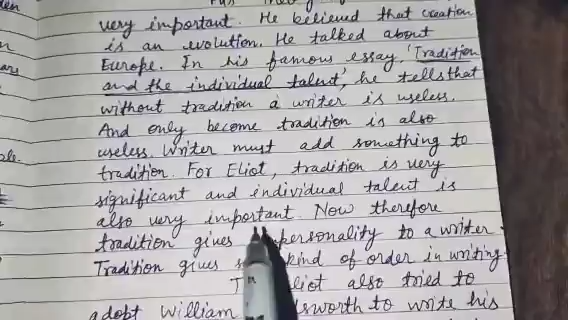 very important. He believed that creation
is an evolution. He talked about
Europe. In his famous essay, 'Tradition
and the individual talent', he tells that
without tradition a writer is useless.
And only become tradition is also
useless. Writer must add something to
tradition. For Eliot, tradition is very
significant and individual talent is
also very important. Now therefore
tradition gives personality to a writer.
Tradition gives kind of order in writing.
also tried to
adopt William to write his